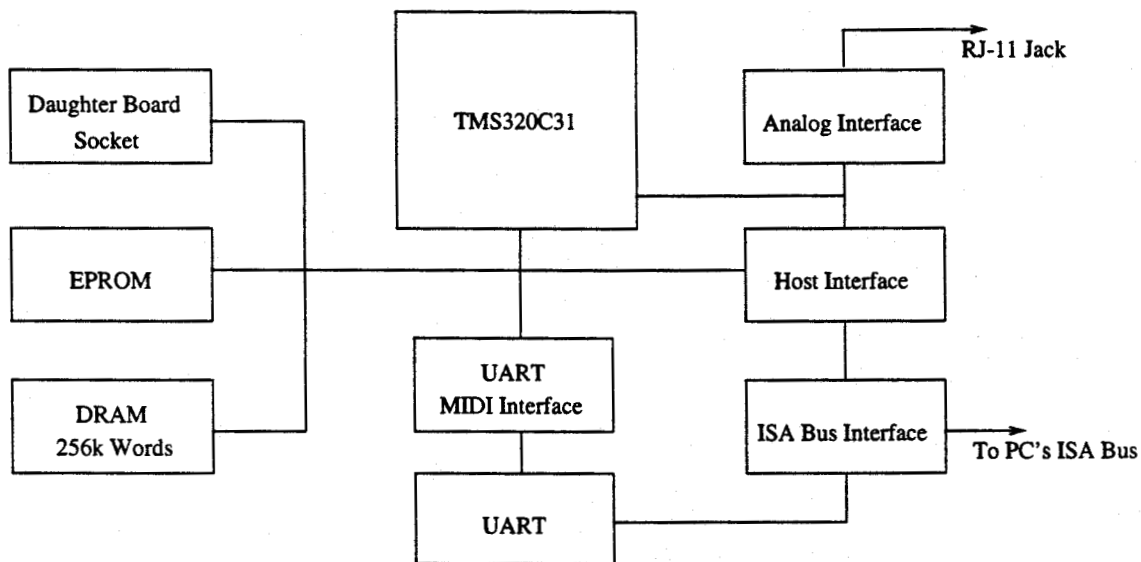 RJ-11 Jack
Daughter Board
Socket
TMS320C31
Analog Interface
EPROM
Host Interface
UART
MIDI Interface
DRAM
256k Words
ISA Bus Interface
To PC's ISA Bus
UART